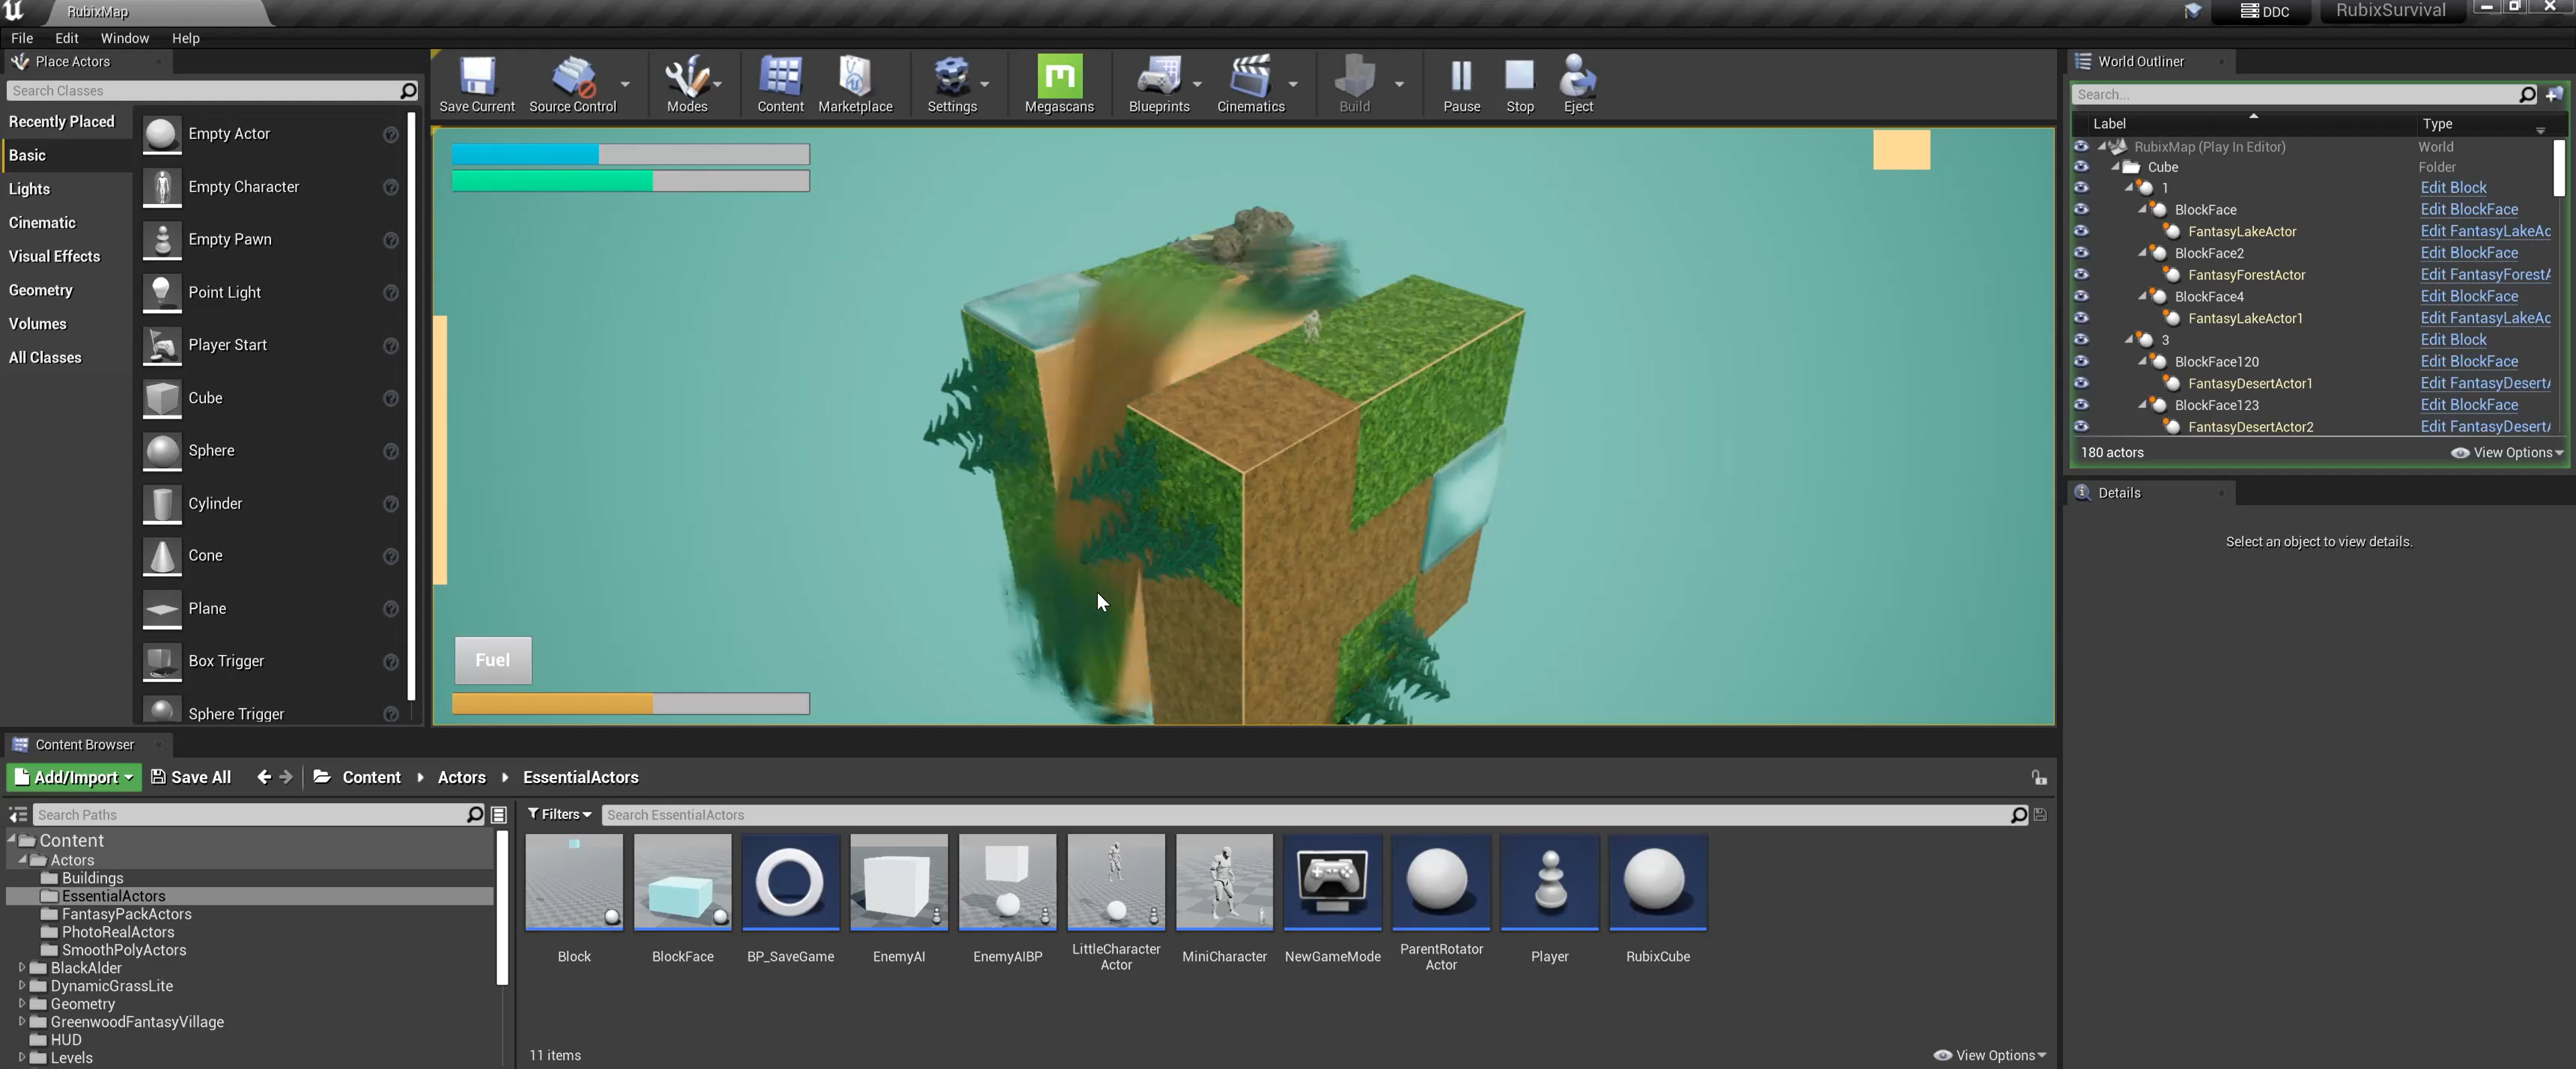 RubixMap
DDC
RubixSurvival
File Edit Window Help
Place Actors
Search Classes
Recently Placed
Basic
Lights
Cinematic
Visual Effects
Geometry
Volumes
All Classes
Empty Actor
Empty Character
Empty Pawn
Point Light
Player Start
Cube
Sphere
Cylinder
Cone
Plane
Box Trigger
Sphere Trigger
Save Current Source Control Modes Content Marketplace Settings Megascans Blueprints Cinematics Build Pause Stop Eject
Fuel
World Outliner
Search...
Label Type
RubixMap (Play In Editor) World
Cube Folder
1 Edit Block
BlockFace Edit BlockFace
FantasyLakeActor Edit FantasyLakeAc
BlockFace2 Edit BlockFace
FantasyForestActor Edit FantasyForestA
BlockFace4 Edit BlockFace
FantasyLakeActor1 Edit FantasyLakeAc
3 Edit Block
BlockFace120 Edit BlockFace
FantasyDesertActor1 Edit FantasyDesertA
BlockFace123 Edit BlockFace
FantasyDesertActor2 Edit FantasyDesertA
180 actors View Options
Details
Select an object to view details.
Content Browser
Add/Import Save All Content Actors EssentialActors
Search Paths
Content
Actors
Buildings
EssentialActors
FantasyPackActors
PhotoRealActors
SmoothPolyActors
BlackAlder
DynamicGrassLite
Geometry
GreenwoodFantasyVillage
HUD
Levels
Filters Search EssentialActors
Block
BlockFace
BP_SaveGame
EnemyAI
EnemyAIBP
LittleCharacter
Actor
MiniCharacter
NewGameMode
ParentRotator
Actor
Player
RubixCube
11 items View Options